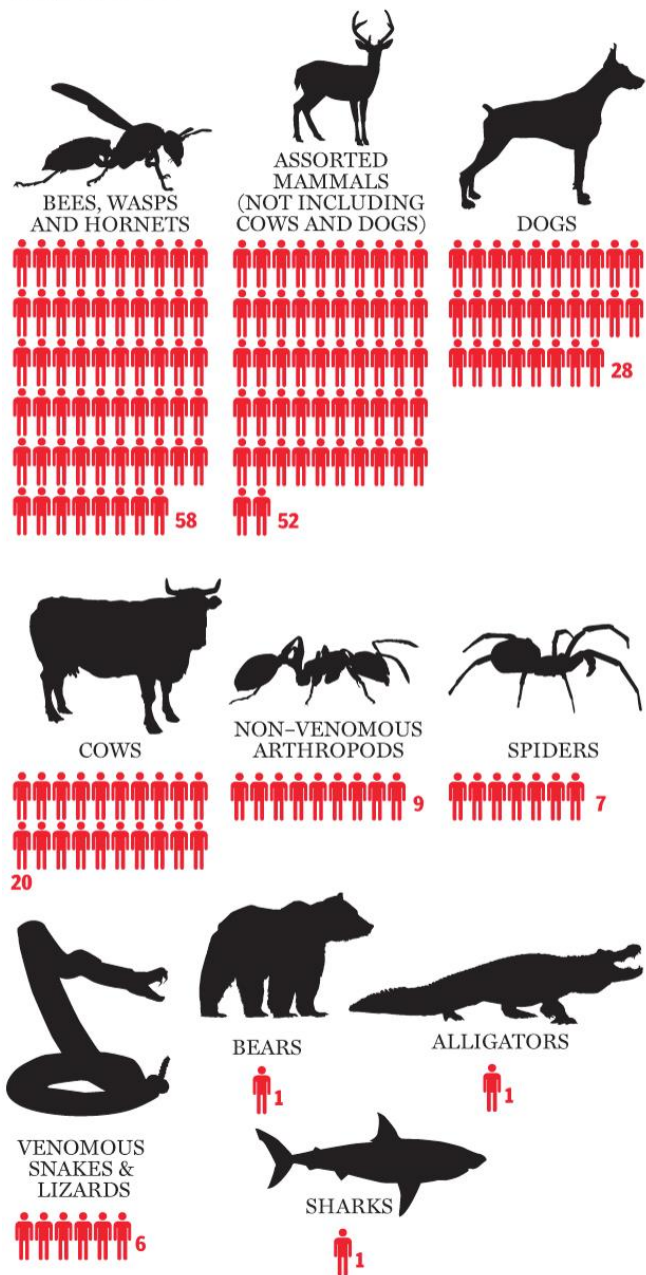 BEES, WASPS
AND HORNETS
58
ASSORTED
MAMMALS
(NOT INCLUDING
COWS AND DOGS)
52
DOGS
28
COWS
20
NON–VENOMOUS
ARTHROPODS
9
SPIDERS
7
VENOMOUS
SNAKES &
LIZARDS
6
BEARS
1
ALLIGATORS
1
SHARKS
1